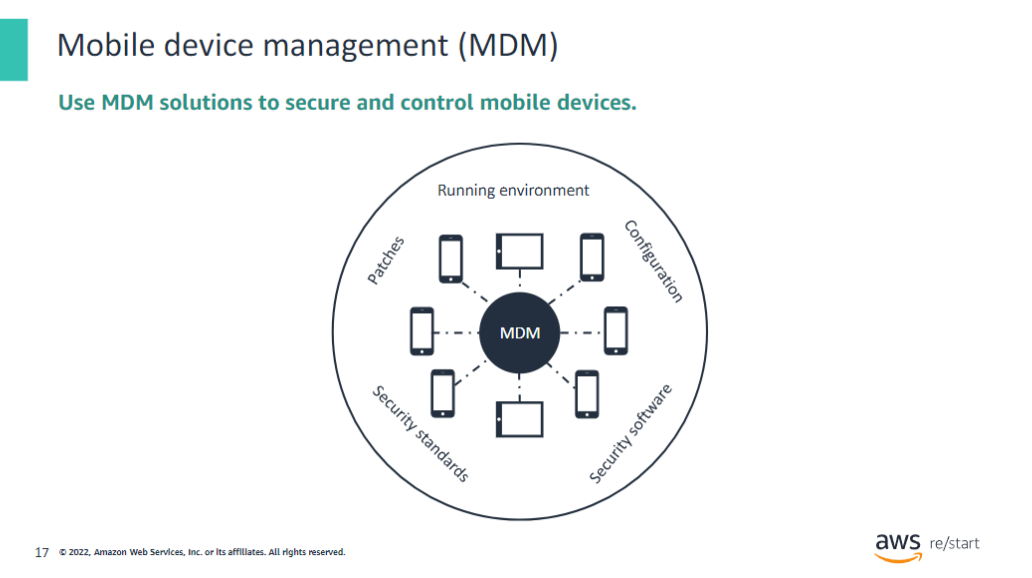 Mobile device management (MDM)
Use MDM solutions to secure and control mobile devices.
Running environment
Patches
Configuration
MDM
Security standards
Security software
17 © 2022, Amazon Web Services, Inc. or its affiliates. All rights reserved.
aws re/start